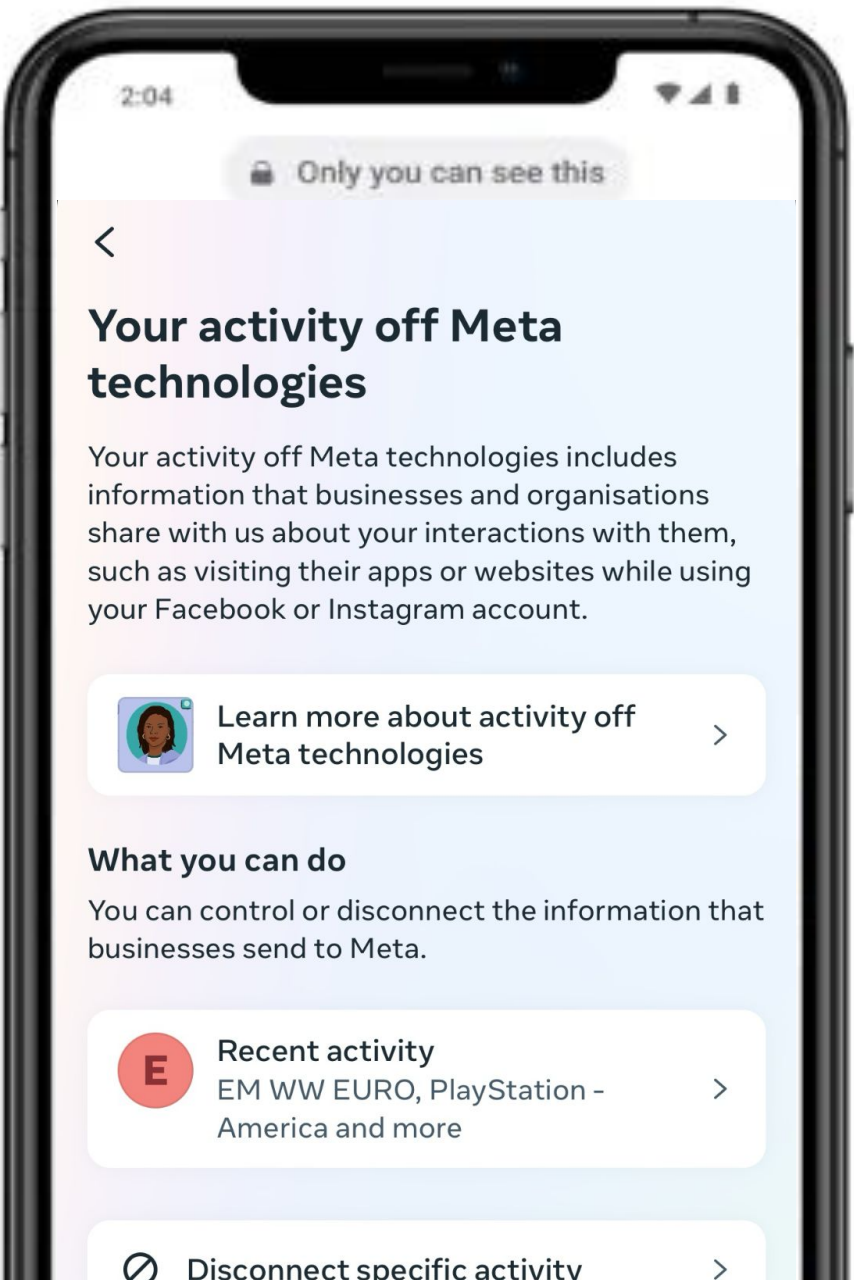 2:04
Only you can see this
Your activity off Meta
technologies
Your activity off Meta technologies includes
information that businesses and organisations
share with us about your interactions with them,
such as visiting their apps or websites while using
your Facebook or Instagram account.
Learn more about activity off
Meta technologies
What you can do
You can control or disconnect the information that
businesses send to Meta.
E
Recent activity
EM WW EURO, PlayStation -
America and more
Disconnect specific activity